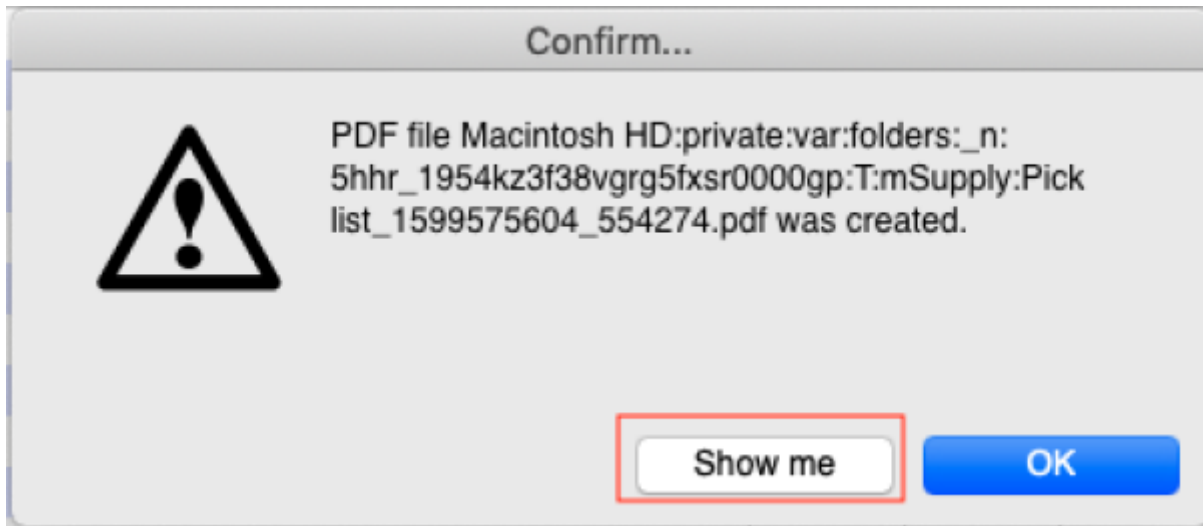 Confirm...
PDF file Macintosh HD:private:var:folders:_n:
5hhr_1954kz3f38vgrg5fxsr0000gp:T:mSupply:Pick
list_1599575604_554274.pdf was created.
Show me
OK